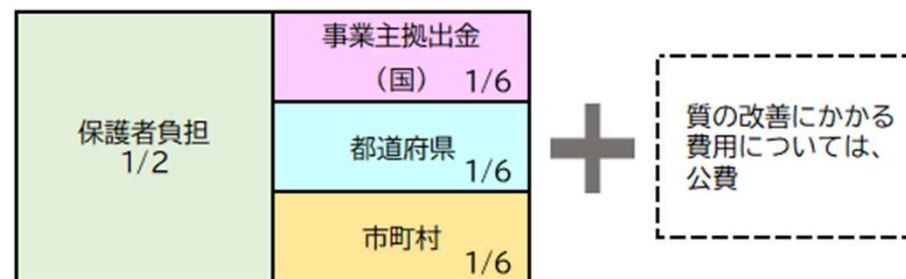 保護者負担
1/2
事業主拠出金
（国） 1/6
都道府県
1/6
市町村
1/6
質の改善にかかる
費用については、
公費